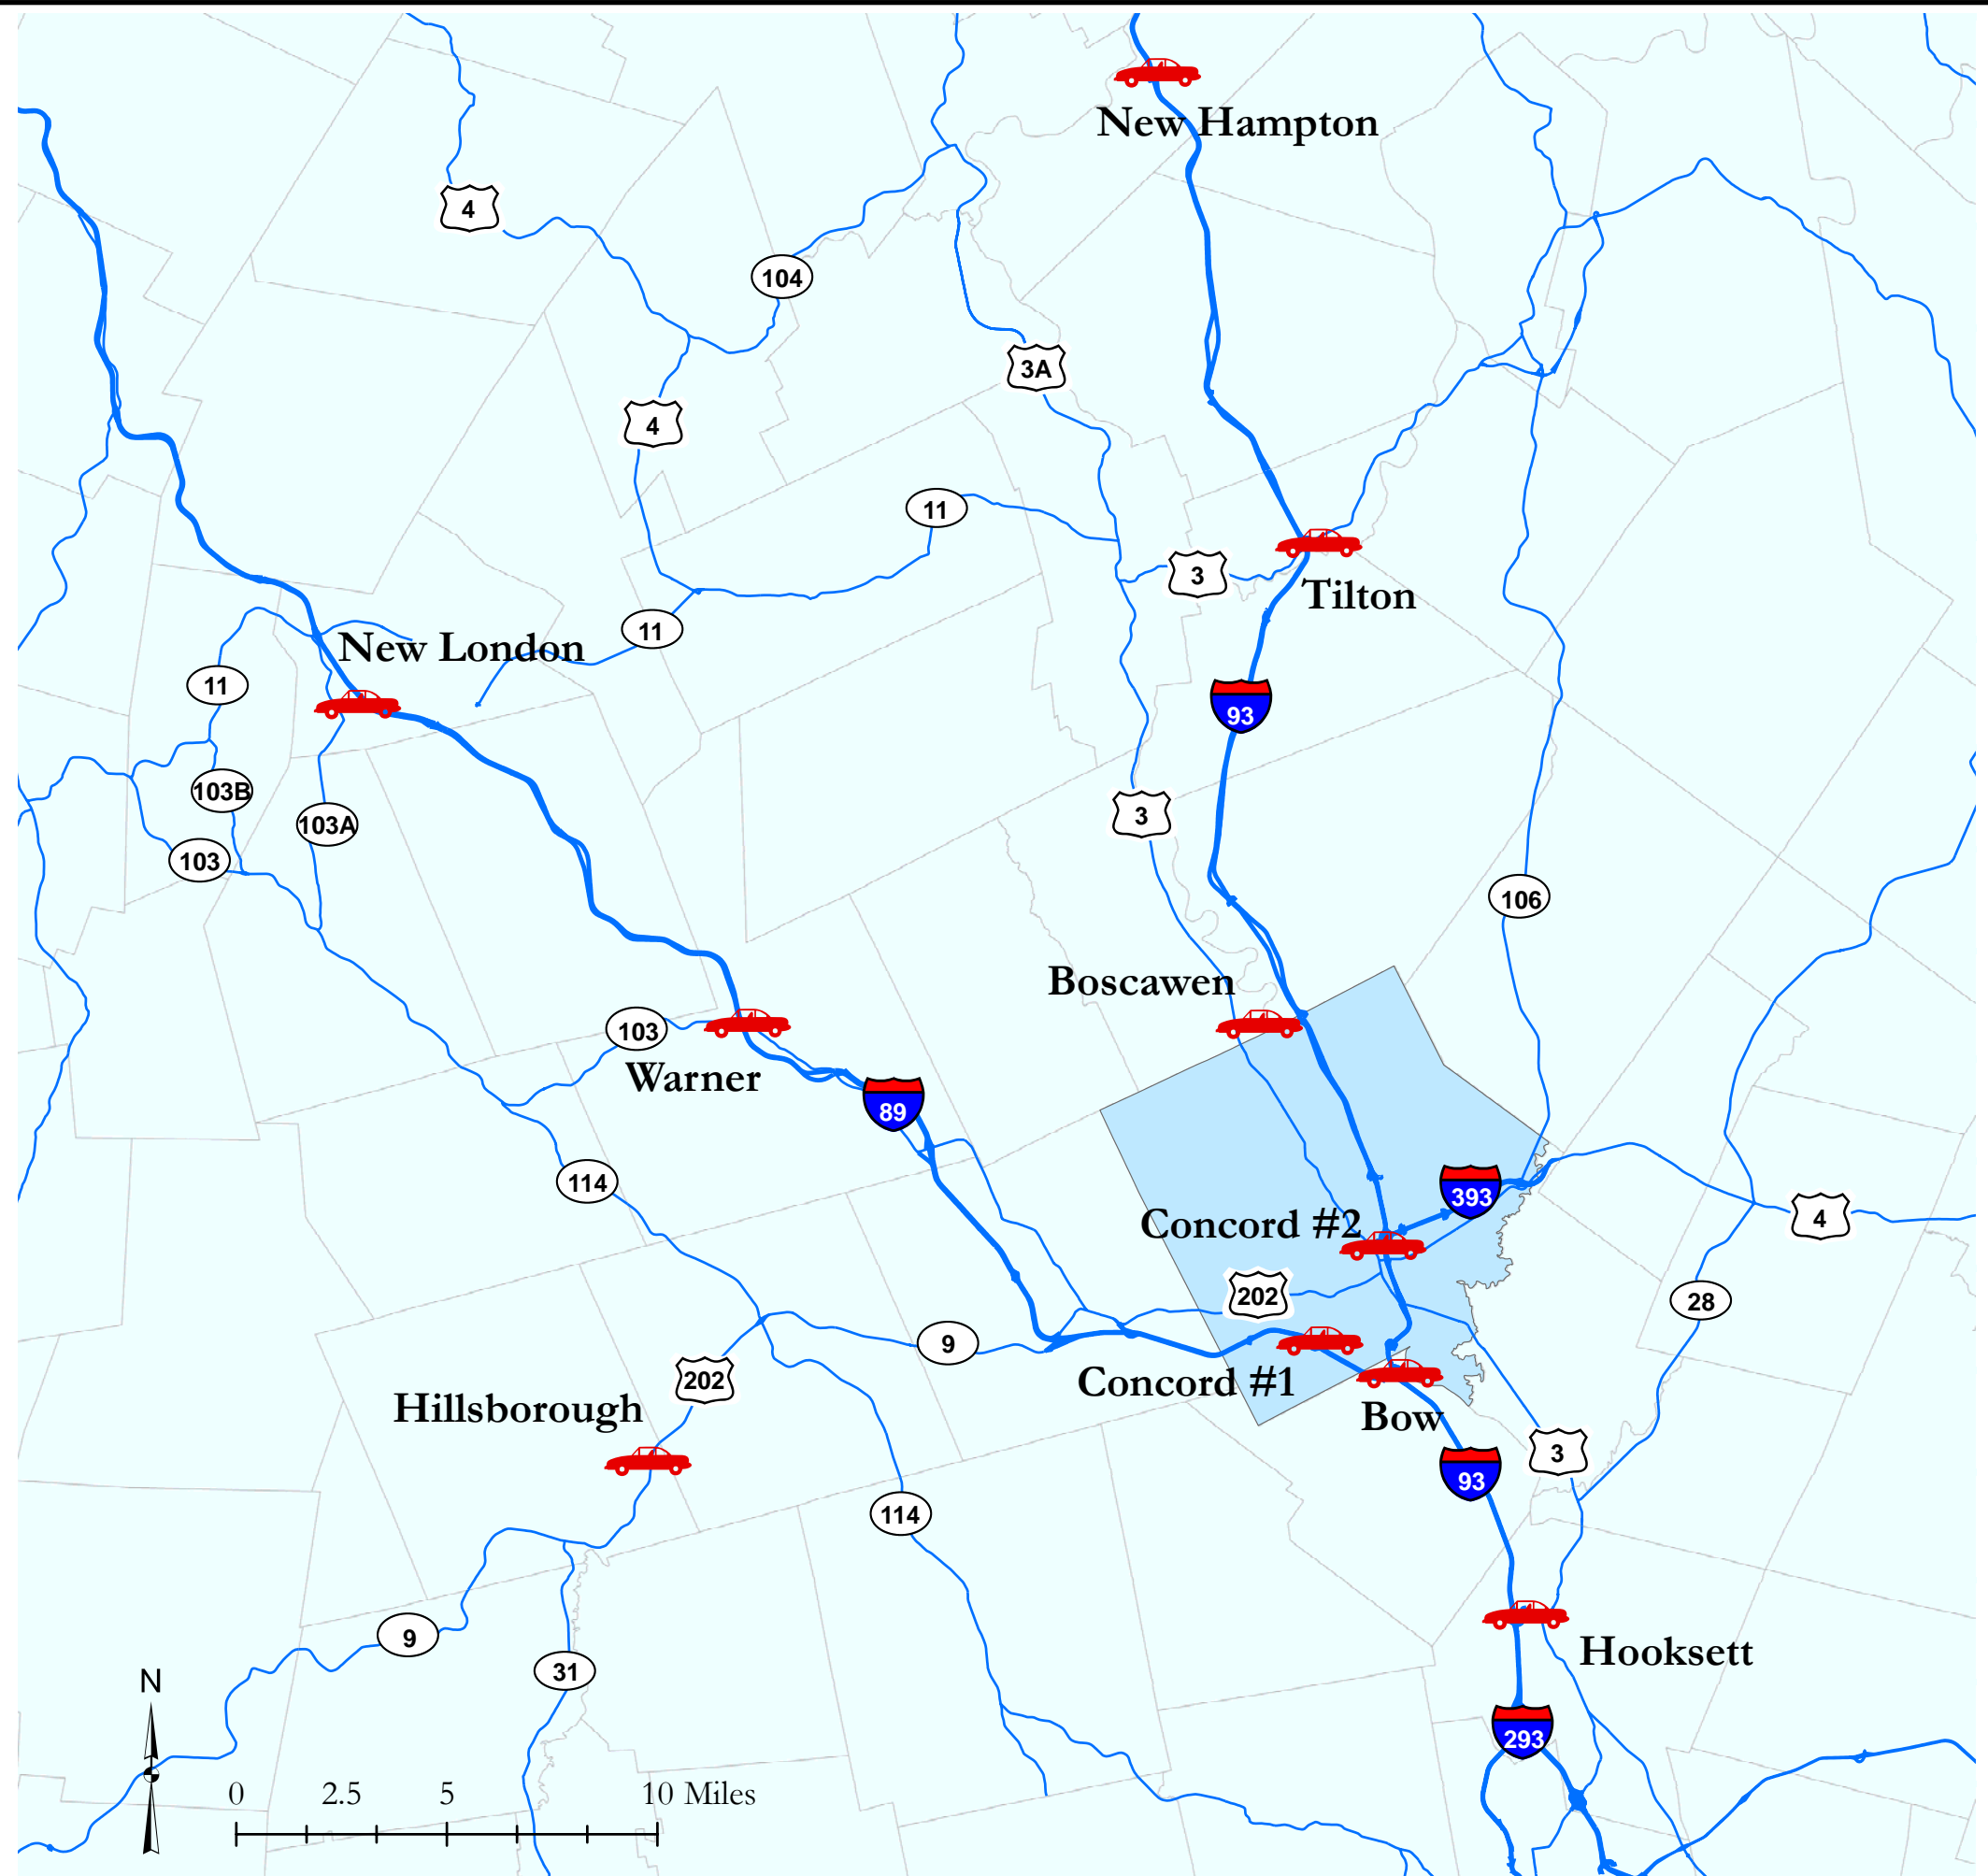 New Hampton
4
104
3A
4
11
3
Tilton
11
New London
11
93
103B
3
103A
103
106
Boscawen
103
Warner
89
114
393
Concord #2
4
202
28
9
202
Concord #1
Hillsborough
Bow
3
93
114
9
Hooksett
31
N
293
0 2.5 5 10 Miles